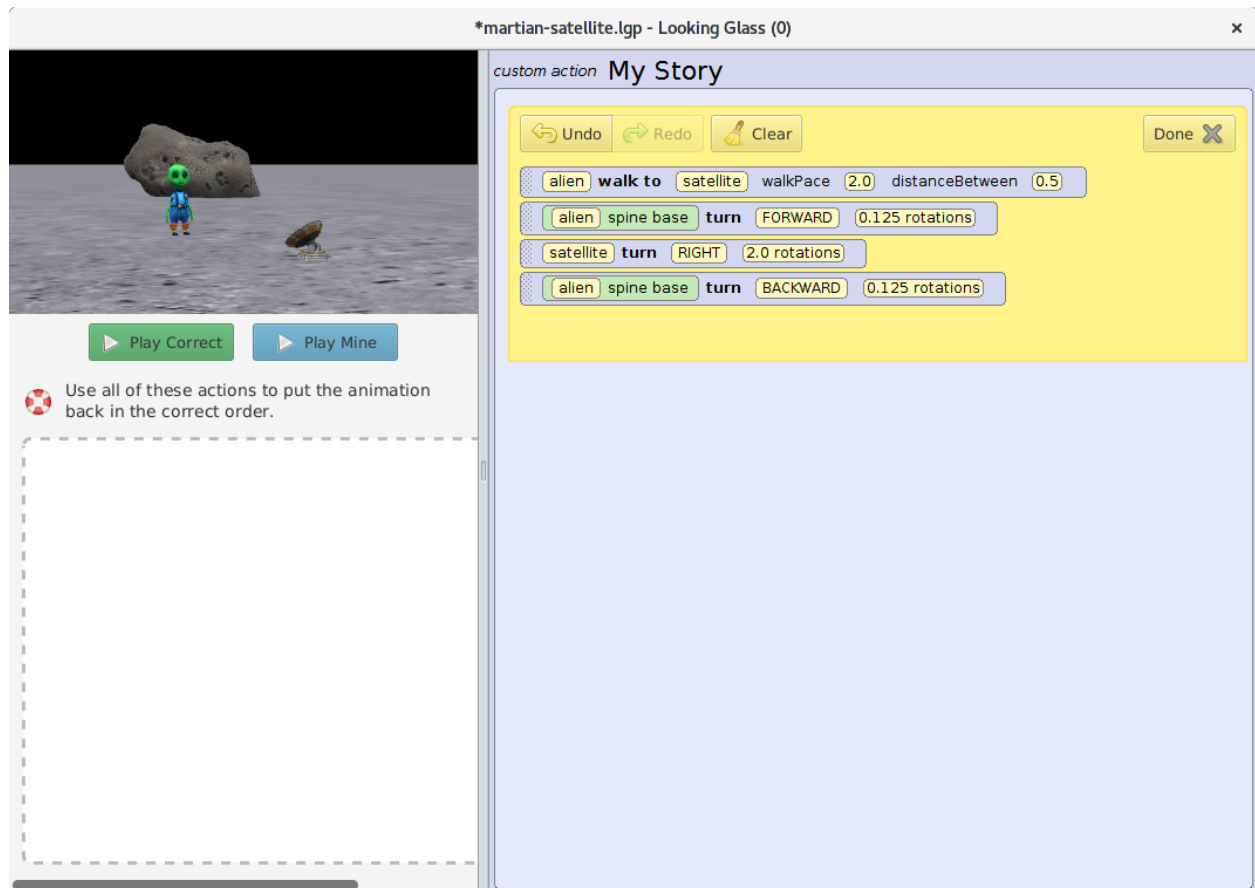 *martian-satellite.lgp - Looking Glass (0)
×
custom action My Story
Undo Redo Clear Done
alien walk to satellite walkPace 2.0 distanceBetween 0.5
alien spine base turn FORWARD 0.125 rotations
satellite turn RIGHT 2.0 rotations
alien spine base turn BACKWARD 0.125 rotations
Play Correct Play Mine
Use all of these actions to put the animation
back in the correct order.